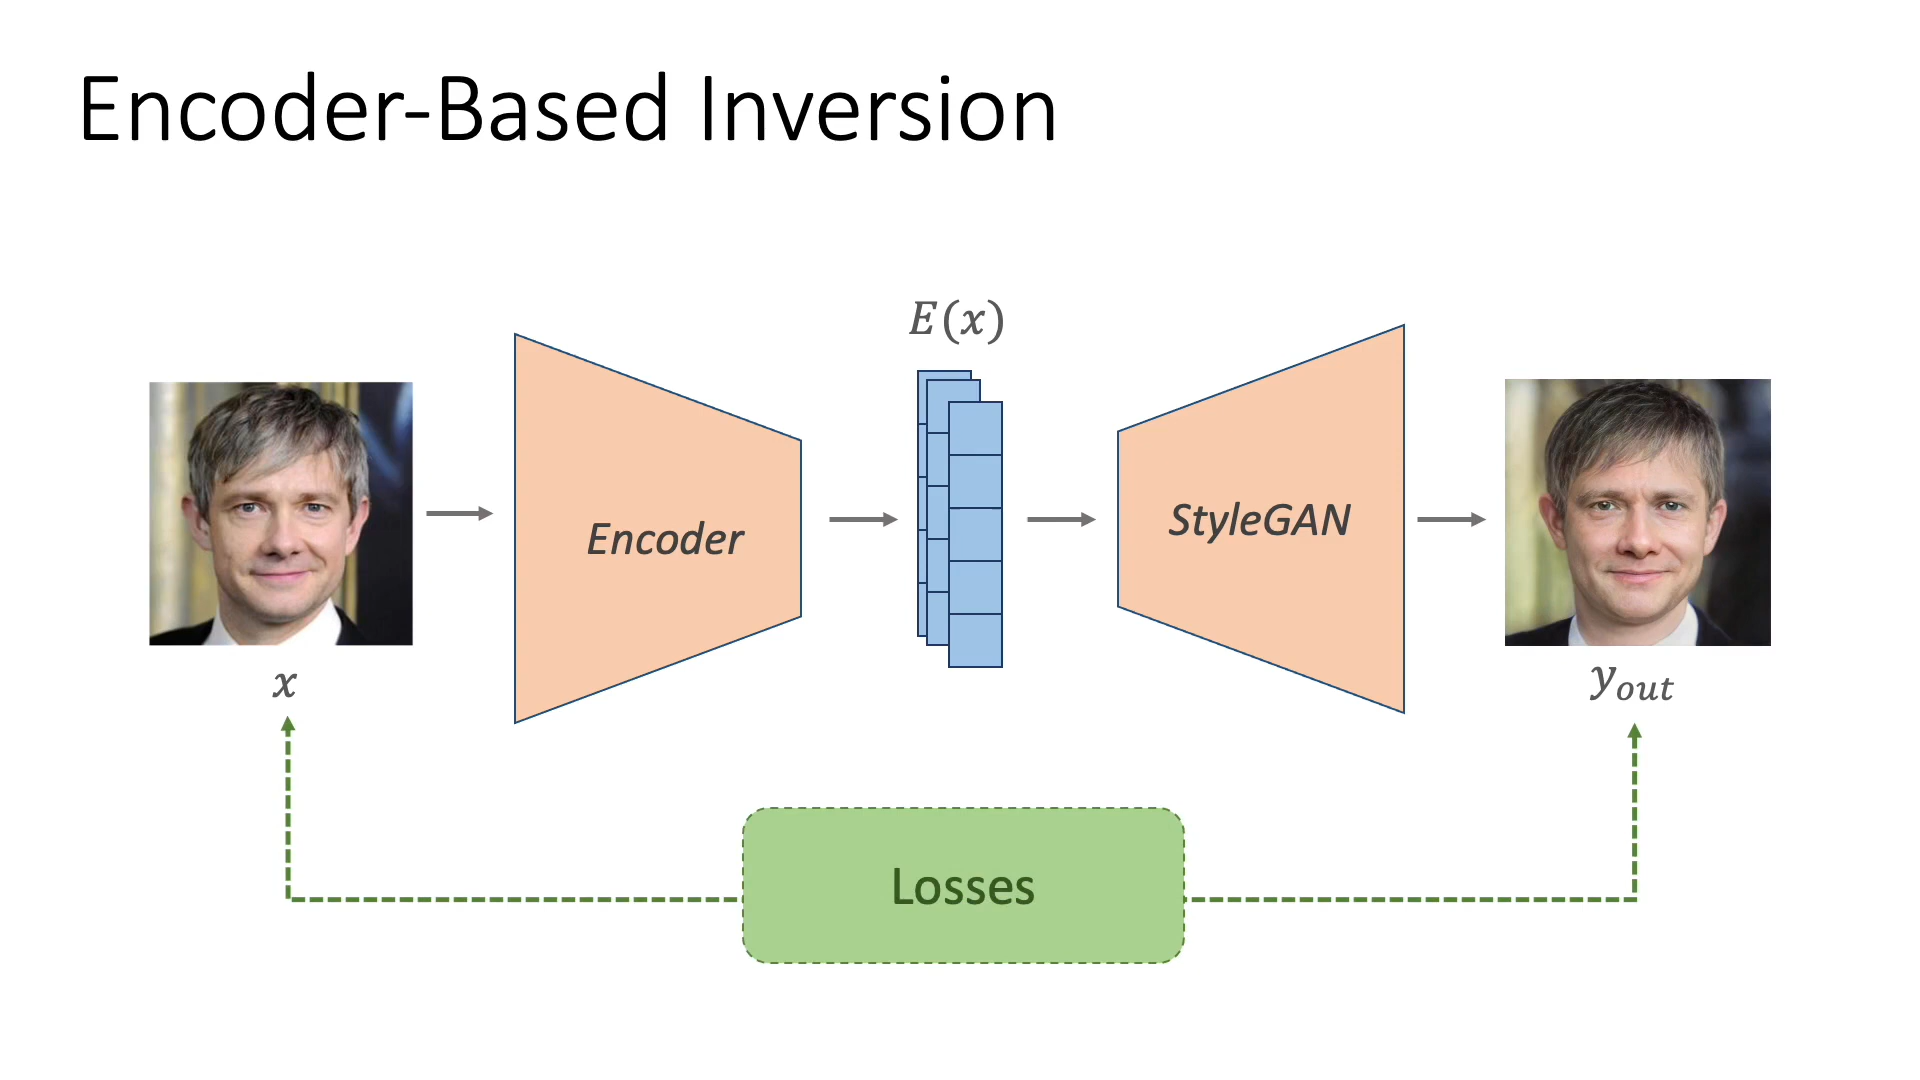 Encoder-Based Inversion
E(x)
Encoder
StyleGAN
x
y_out
Losses